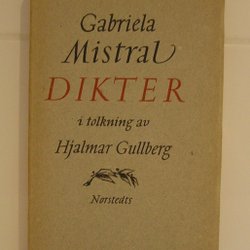 Gabriela
Mistral
DIKTER
i tolkning av
Hjalmar Gullberg
Norstedts